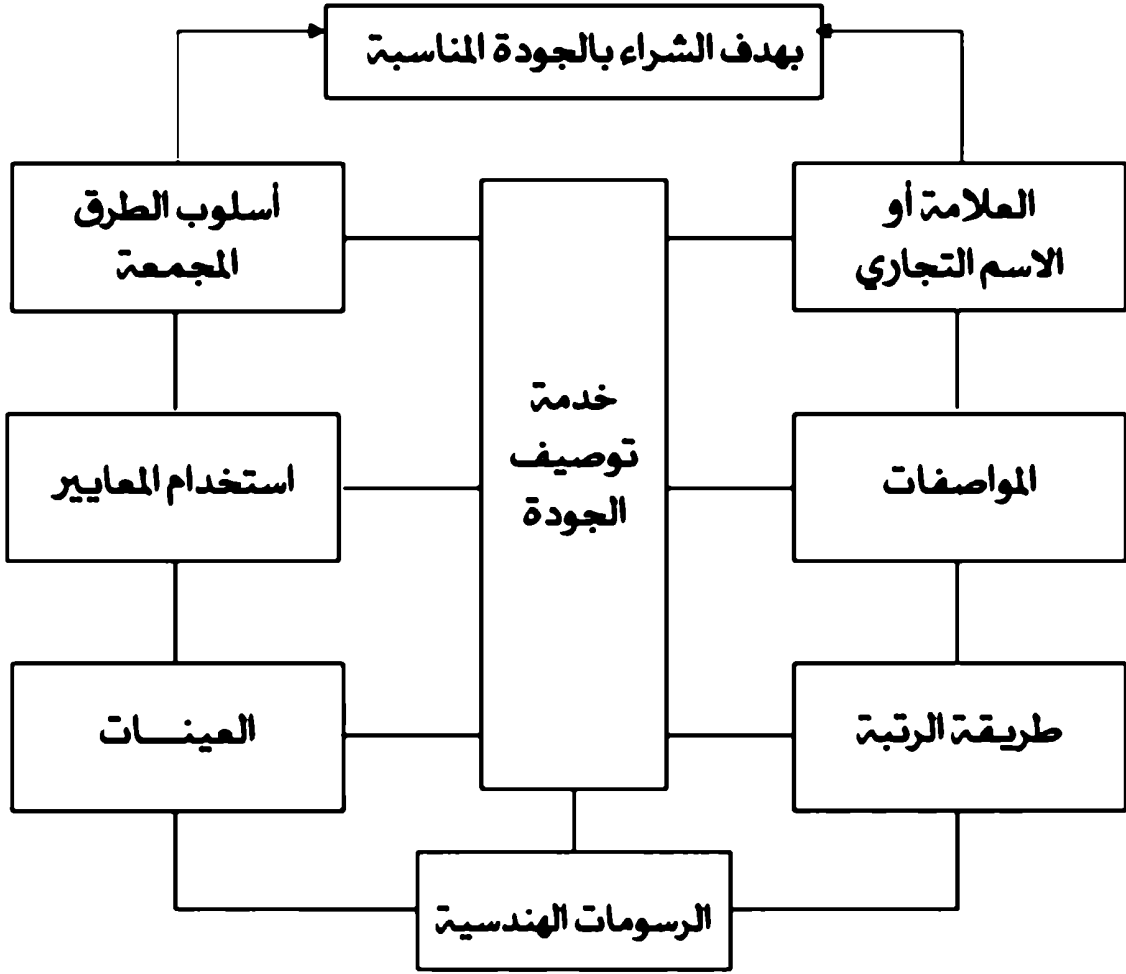 بهدف الشراء بالجودة المناسبة
العلامة أو
الاسم التجاري
أسلوب الطرق
المجمعة
خدمة
توصيف
الجودة
المواصفات
استخدام المعايير
طريقة الرتبة
العينــات
الرسومات الهندسية